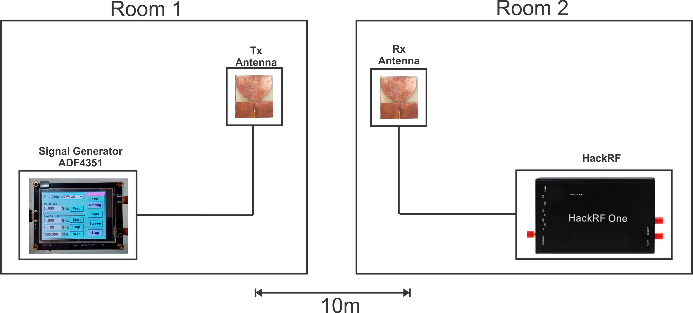 Room 1
Room 2
Tx
Antenna
Rx
Antenna
Signal Generator
ADF4351
HackRF
HackRF One
10m